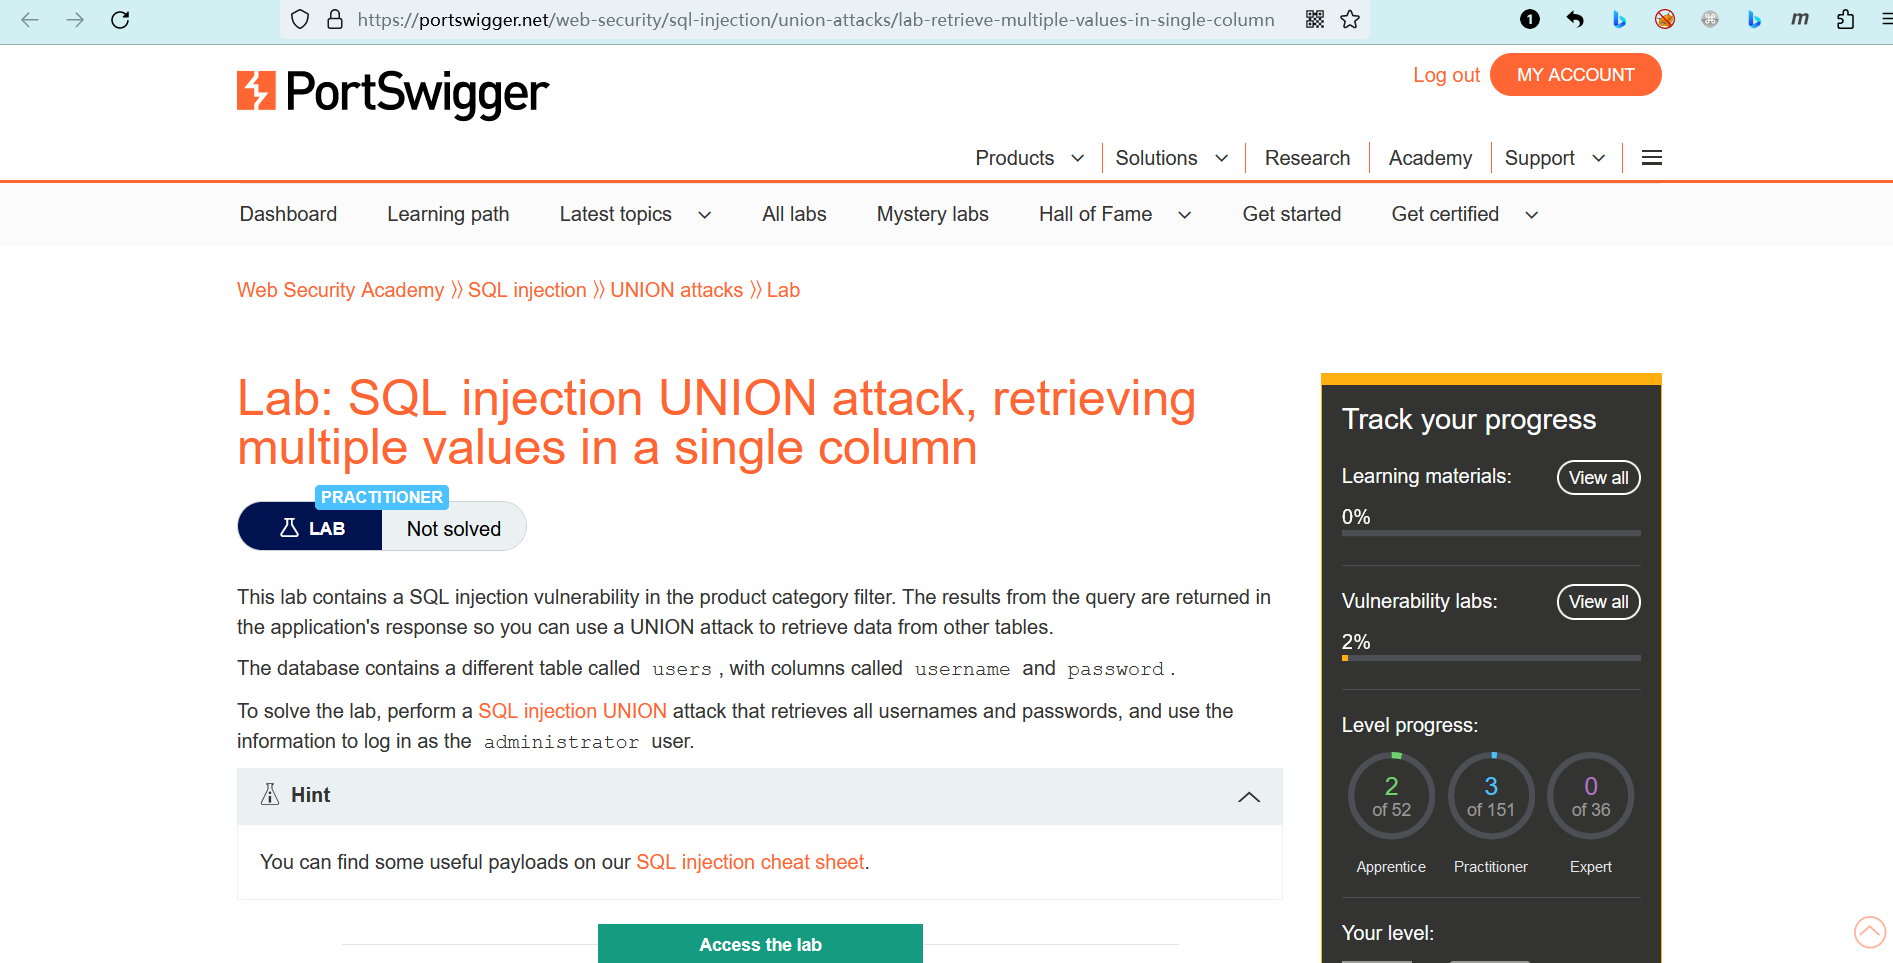 https://portswigger.net/web-security/sql-injection/union-attacks/lab-retrieve-multiple-values-in-single-column
1
m
PortSwigger
Log out
MY ACCOUNT
Products
Solutions
Research
Academy
Support
Dashboard
Learning path
Latest topics
All labs
Mystery labs
Hall of Fame
Get started
Get certified
Web Security Academy
SQL injection
UNION attacks
Lab
Lab: SQL injection UNION attack, retrieving
multiple values in a single column
PRACTITIONER
LAB
Not solved
This lab contains a SQL injection vulnerability in the product category filter. The results from the query are returned in
the application's response so you can use a UNION attack to retrieve data from other tables.
The database contains a different table called users , with columns called username and password .
To solve the lab, perform a SQL injection UNION attack that retrieves all usernames and passwords, and use the
information to log in as the administrator user.
Hint
You can find some useful payloads on our SQL injection cheat sheet.
Access the lab
Track your progress
Learning materials:
View all
0%
Vulnerability labs:
View all
2%
Level progress:
2
of 52
3
of 151
0
of 36
Apprentice
Practitioner
Expert
Your level: